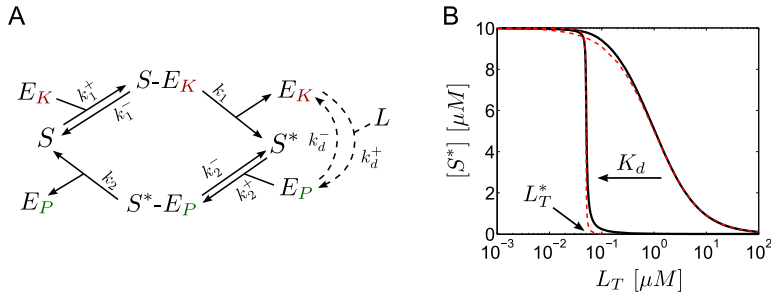 A
E_K
k_1^+
k_1^-
S-E_K
k_1
E_K
L
S
S*
k_d^-
k_d^+
E_P
k_2
S*-E_P
k_2^-
k_2^+
E_P
B
[S*] [μM]
10
8
6
4
2
0
K_d
L_T^*
10^-3
10^-2
10^-1
10^0
10^1
10^2
L_T [μM]